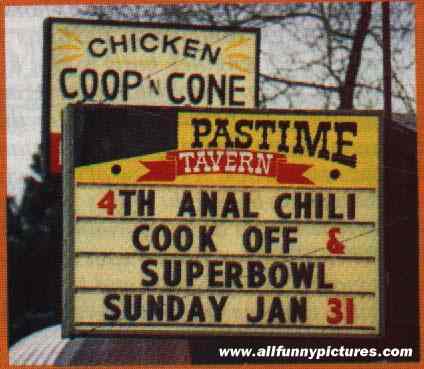 CHICKEN
COOP N CONE
PASTIME
TAVERN
4TH ANAL CHILI
COOK OFF &
SUPERBOWL
SUNDAY JAN 31
www.allfunnypictures.com